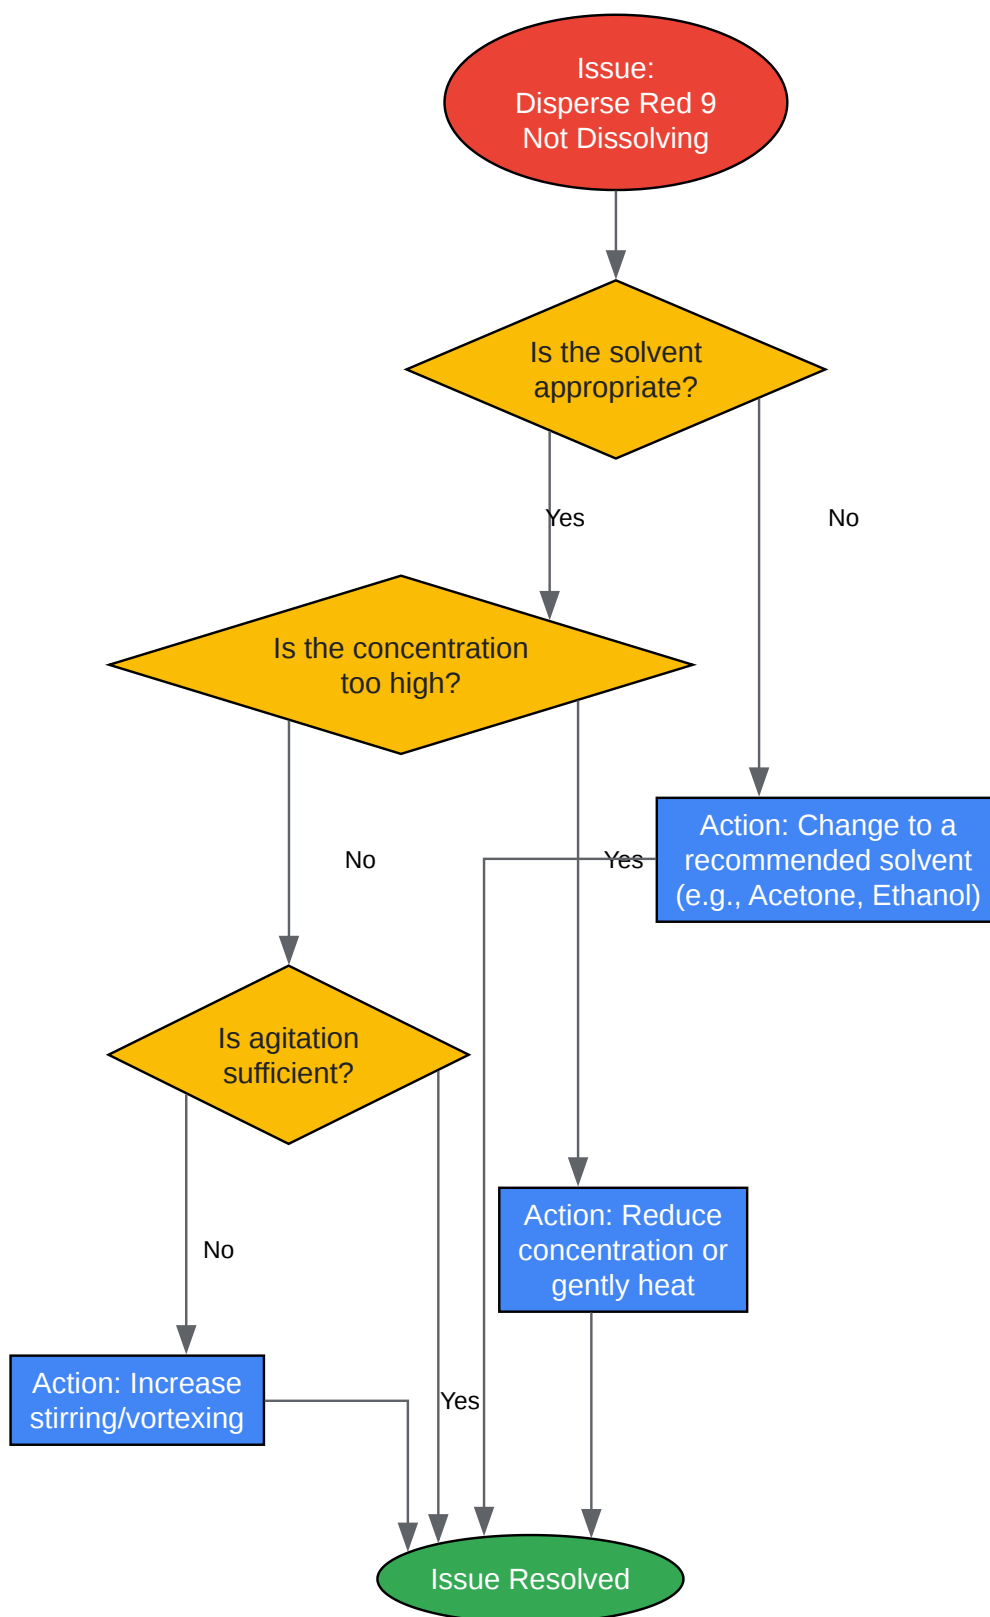 Issue:
Disperse Red 9
Not Dissolving
Is the solvent
appropriate?
Yes
No
Is the concentration
too high?
No
Yes
Action: Change to a
recommended solvent
(e.g., Acetone, Ethanol)
Is agitation
sufficient?
No
Action: Reduce
concentration or
gently heat
Action: Increase
stirring/vortexing
Yes
Issue Resolved